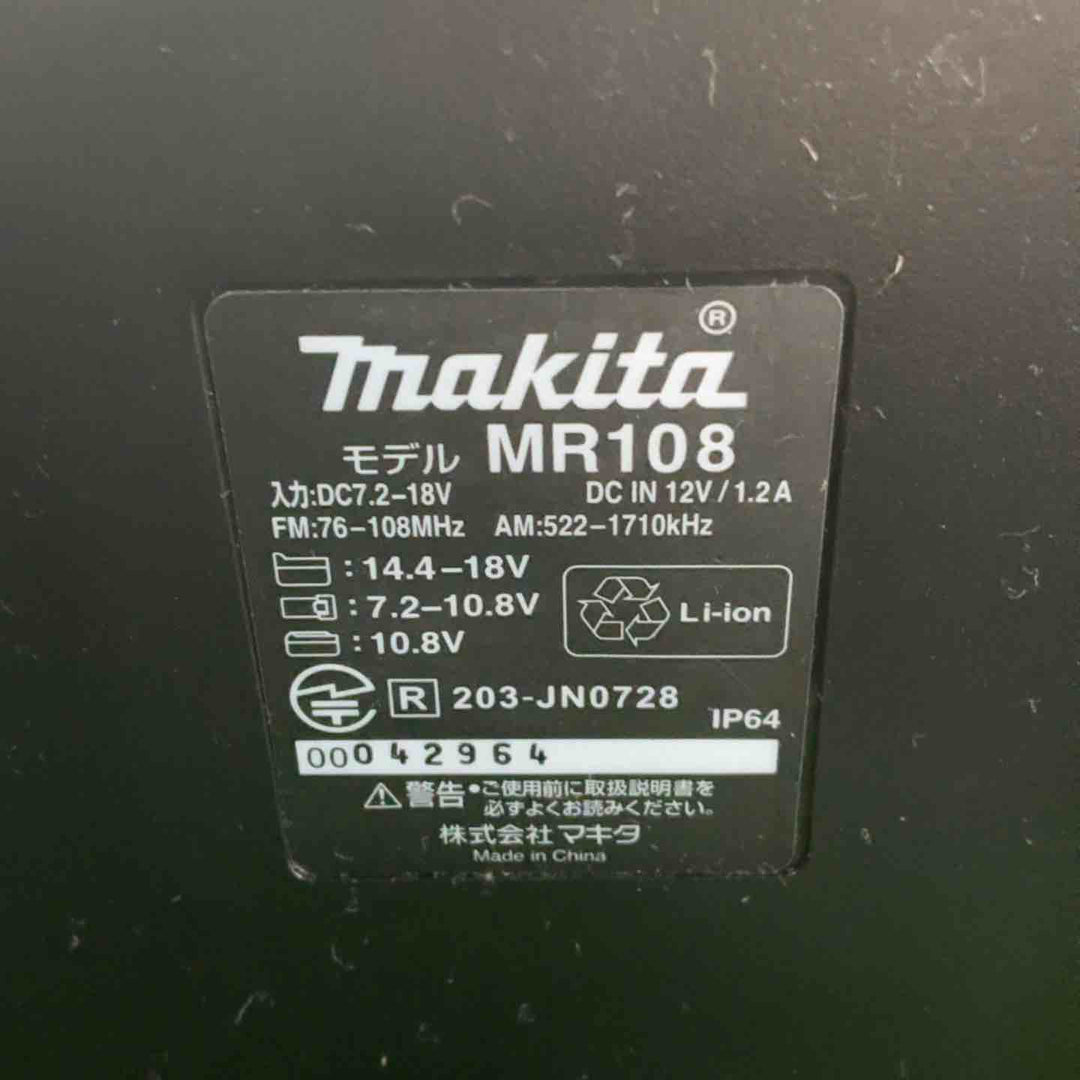 makita®
モデル MR108
入力:DC7.2-18V DC IN 12V/1.2A
FM:76-108MHz AM:522-1710kHz
:14.4-18V
:7.2-10.8V
:10.8V
Li-ion
R 203-JN0728
IP64
00042964
警告 •ご使用前に取扱説明書を
必ずよくお読みください。
株式会社 マキタ
Made in China